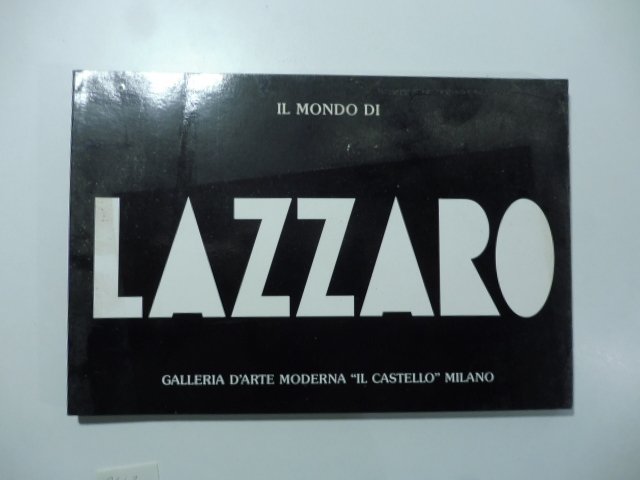 IL MONDO DI
LAZZARO
GALLERIA D'ARTE MODERNA "IL CASTELLO" MILANO